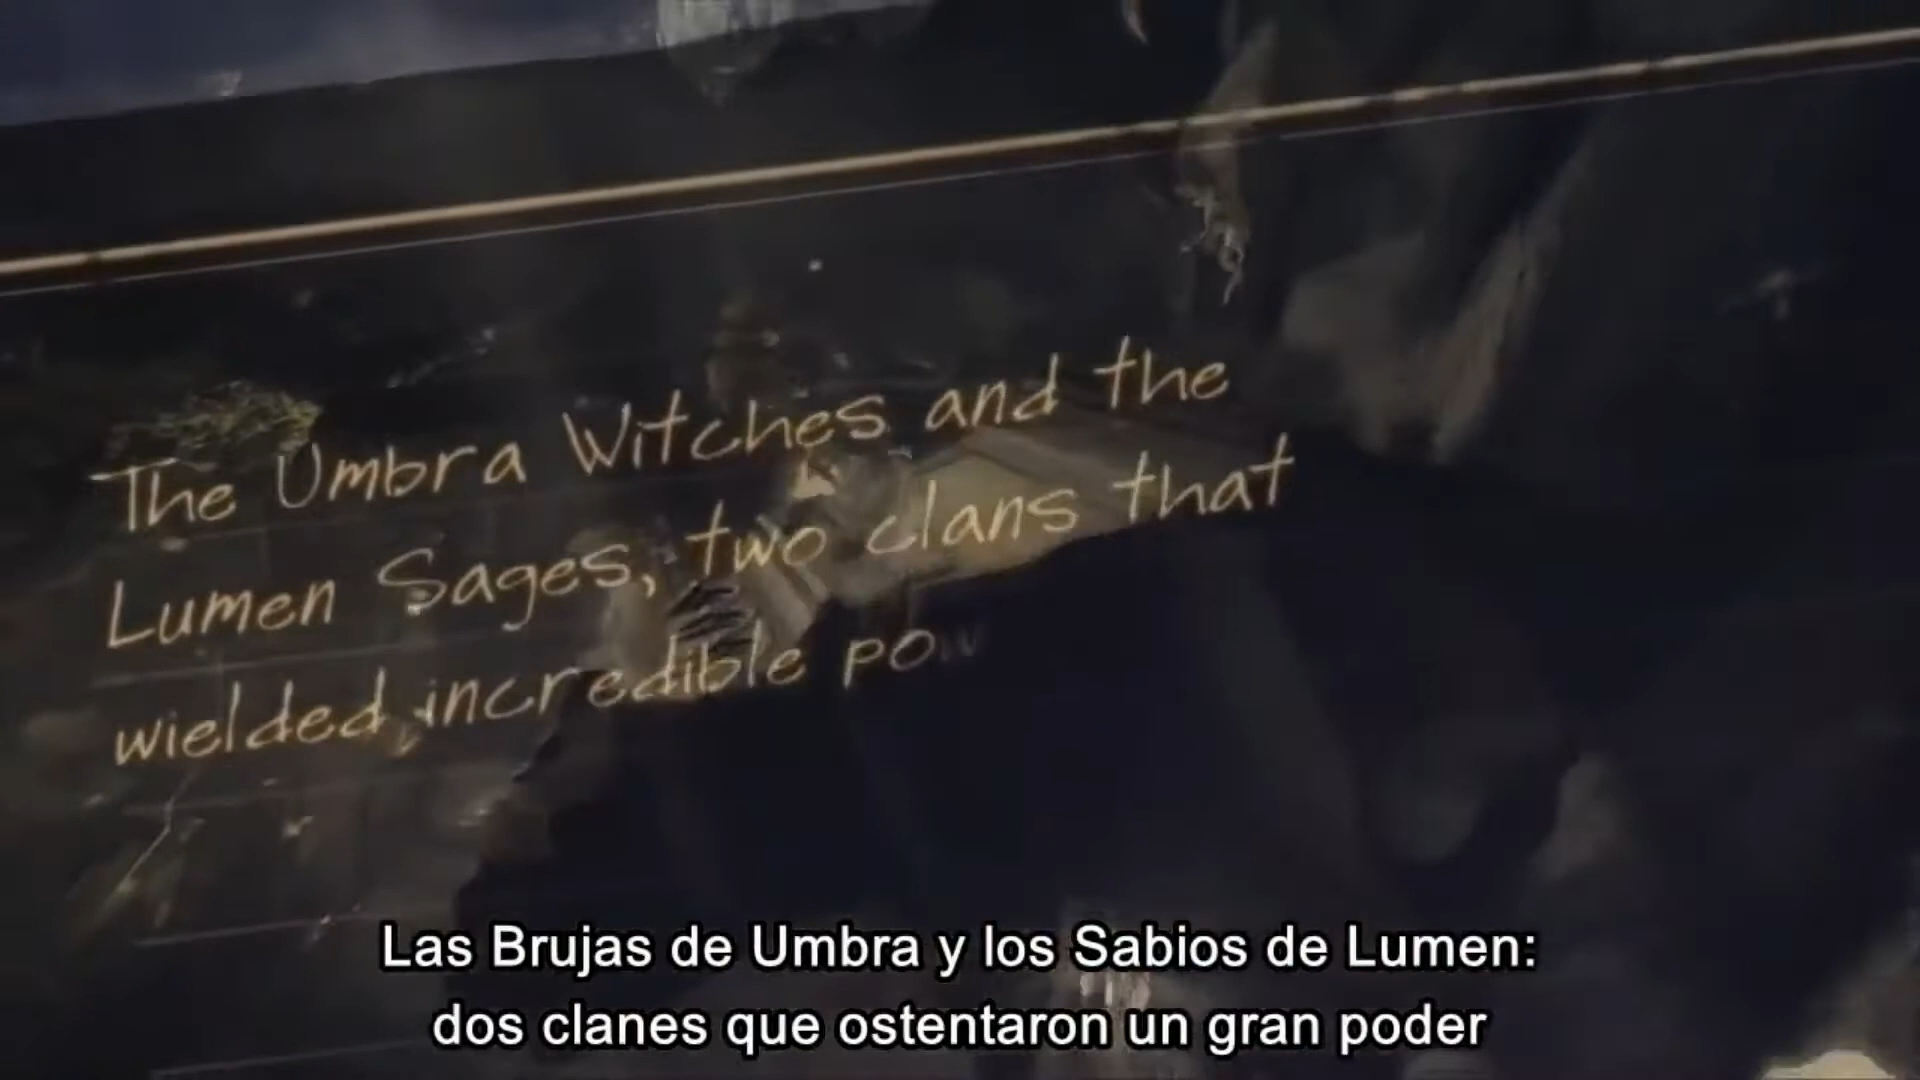 The Umbra Witches and the
Lumen Sages, two clans that
wielded incredible pow
Las Brujas de Umbra y los Sabios de Lumen:
dos clanes que ostentaron un gran poder